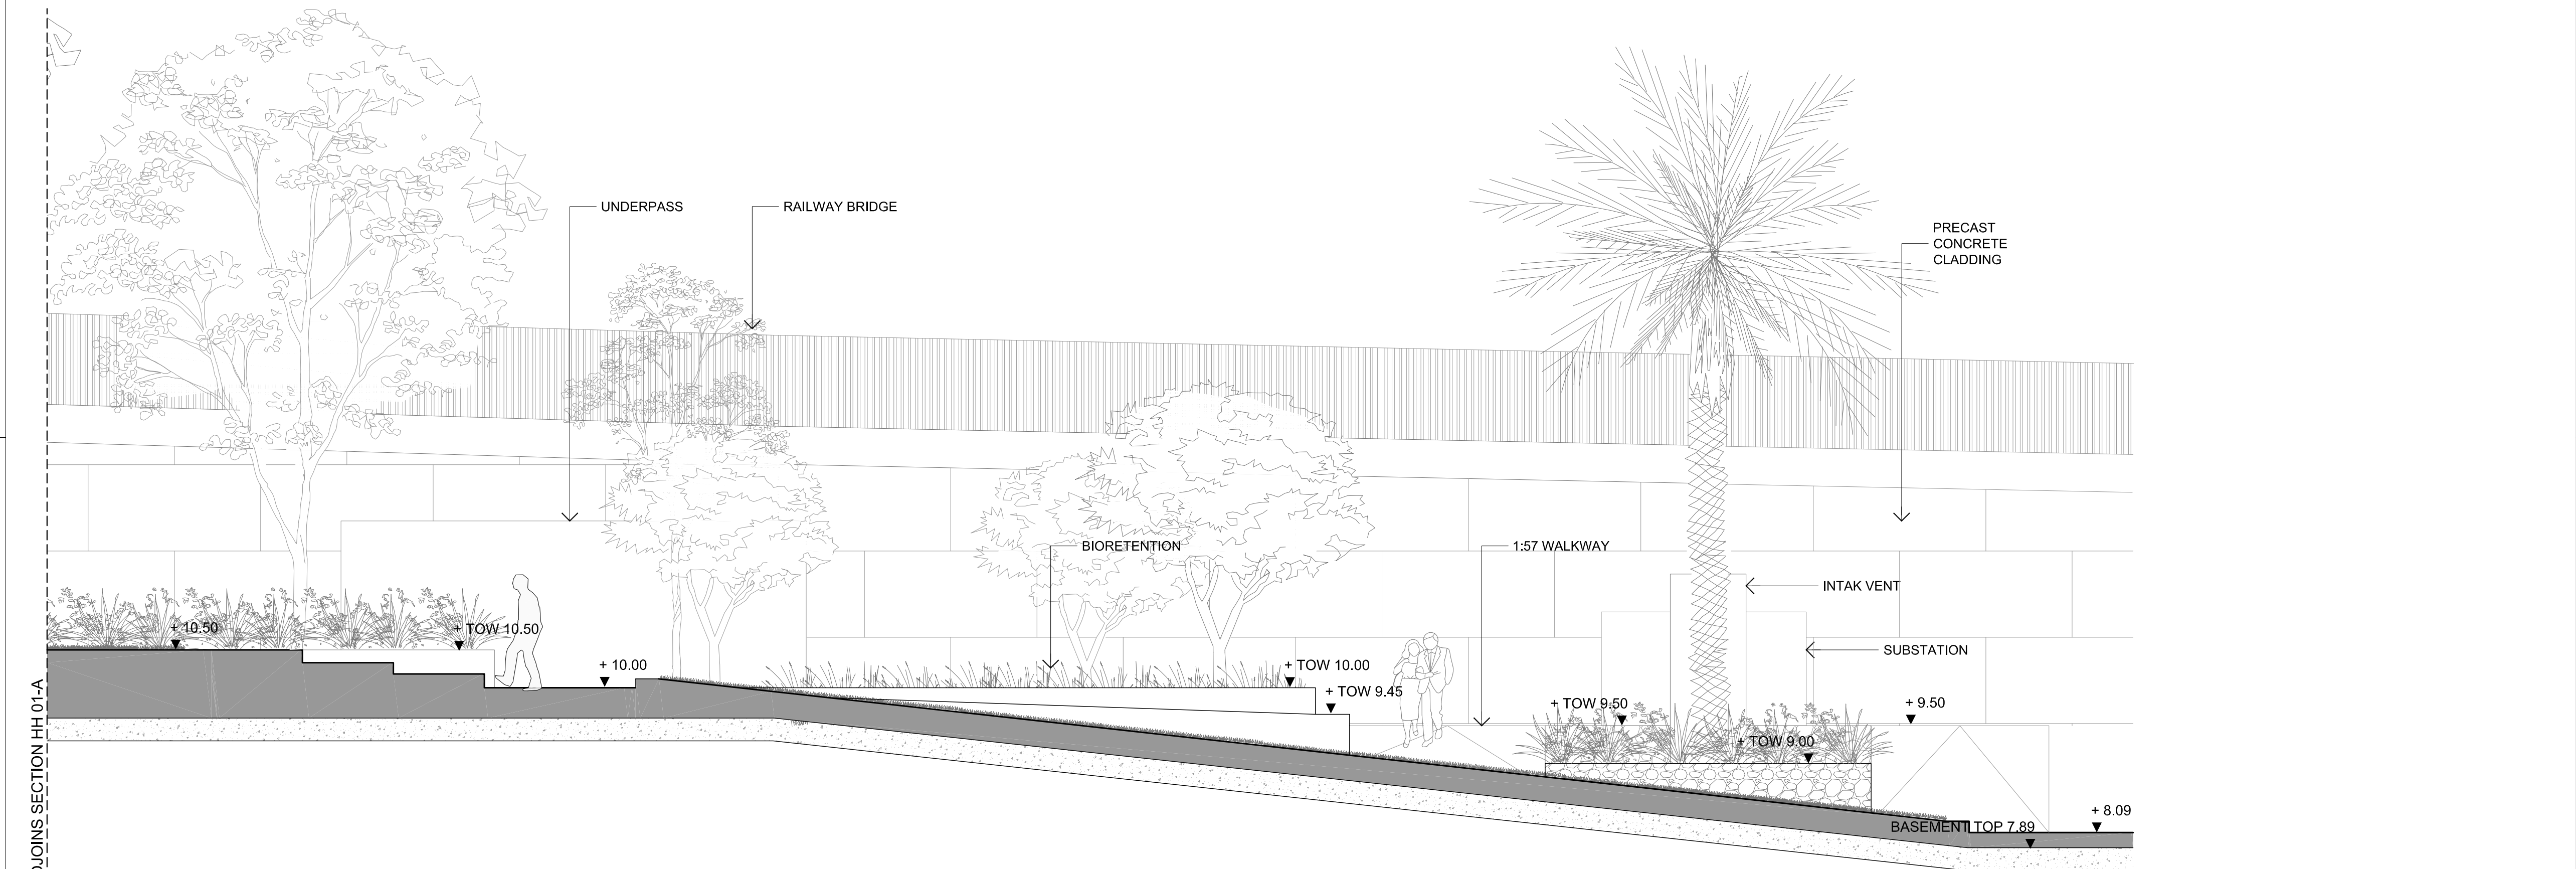 UNDERPASS
RAILWAY BRIDGE
PRECAST
CONCRETE
CLADDING
BIORETENTION
1:57 WALKWAY
INTAK VENT
SUBSTATION
+ 10.50
+ TOW 10.50
+ 10.00
+ TOW 10.00
+ TOW 9.45
+ TOW 9.50
+ 9.50
+ TOW 9.00
+ 8.09
BASEMENT TOP 7.89
DJOINS SECTION HH 01-A